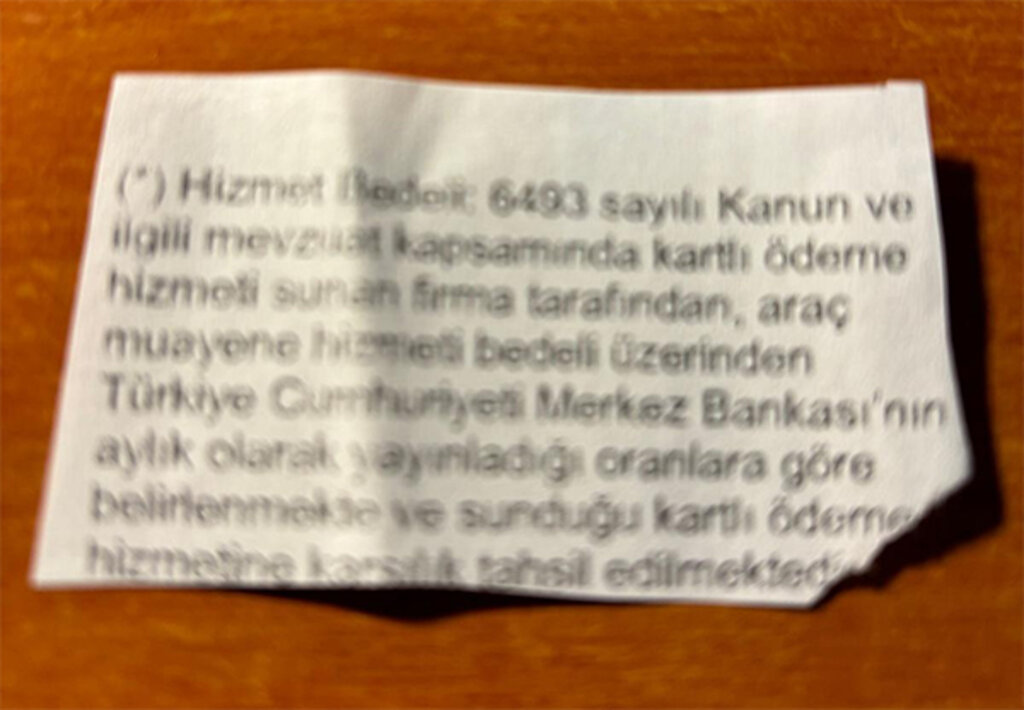 (*) Hizmet Bedeli; 6493 sayılı Kanun ve
ilgili mevzuat kapsamında kartlı ödeme
hizmeti sunan firma tarafından, araç
muayene hizmeti bedeli üzerinden
Türkiye Cumhuriyeti Merkez Bankası'nın
aylık olarak yayınladığı oranlara göre
belirlenmekte ve sunduğu kartlı ödeme
hizmetine karşılık tahsil